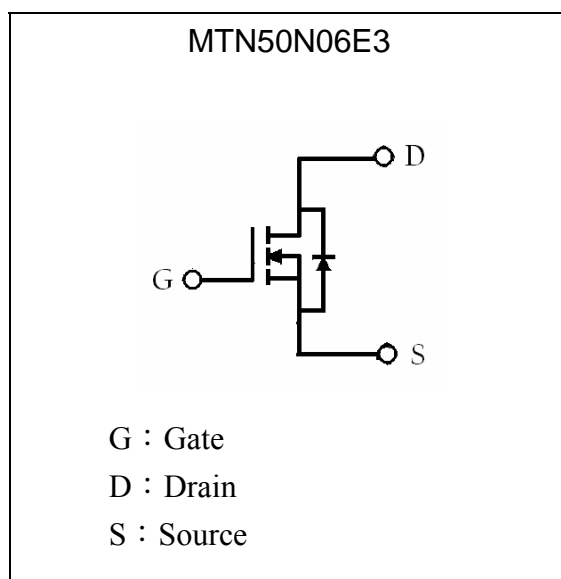 MTN50N06E3
D
G
S
G：Gate
D：Drain
S：Source